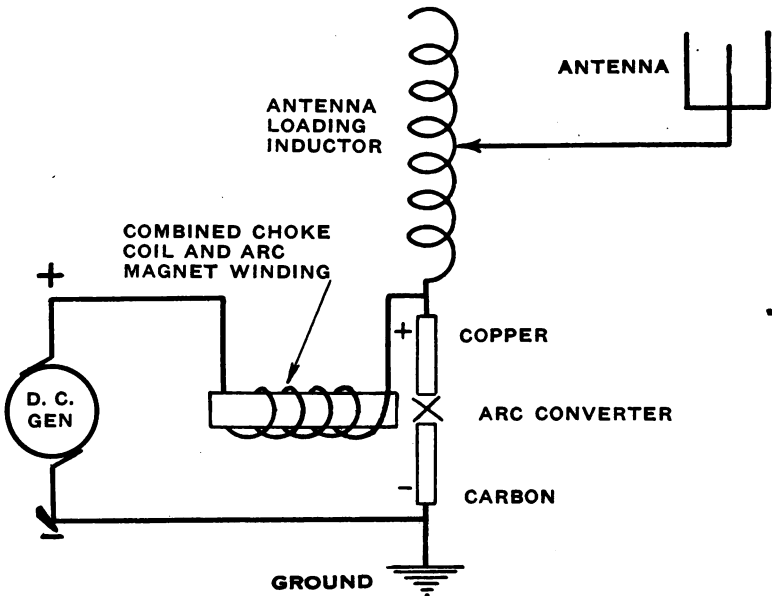 ANTENNA
ANTENNA
LOADING
INDUCTOR
COMBINED CHOKE
COIL AND ARC
MAGNET WINDING
+
+
COPPER
D. C.
GEN
ARC CONVERTER
-
CARBON
-
GROUND